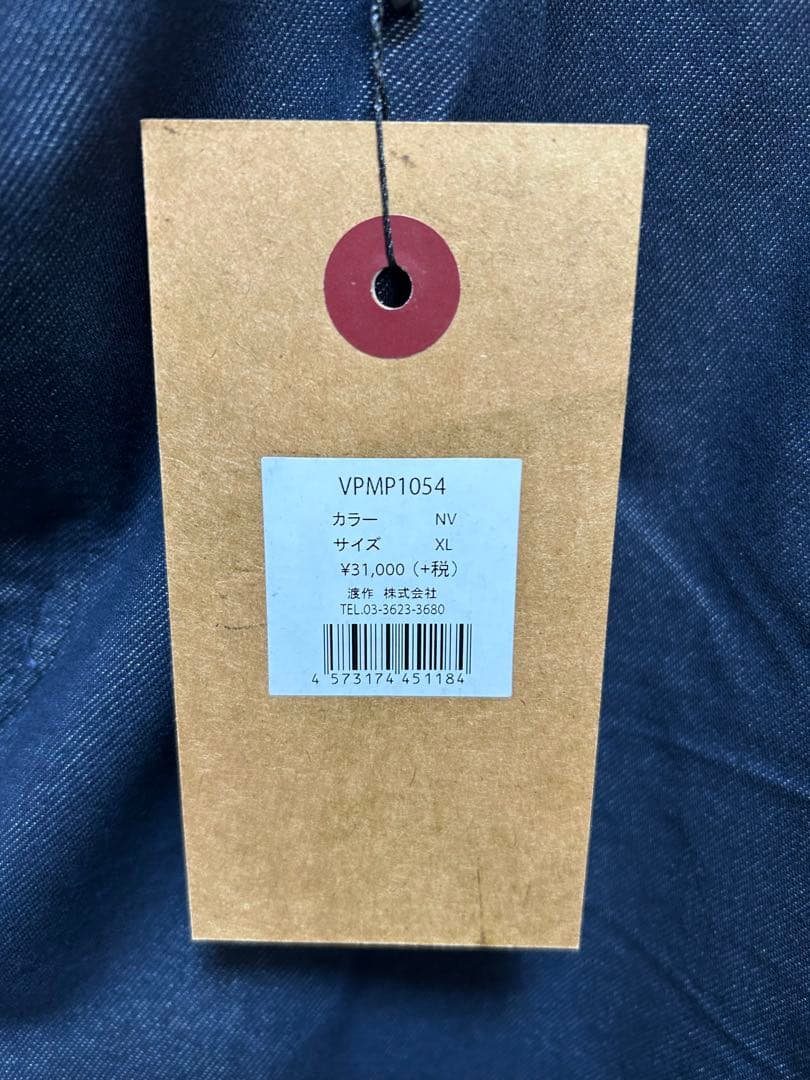 VPMP1054
カラー NV
サイズ XL
¥31,000（+税）
渡作 株式会社
TEL.03-3623-3680
4 573174 451184